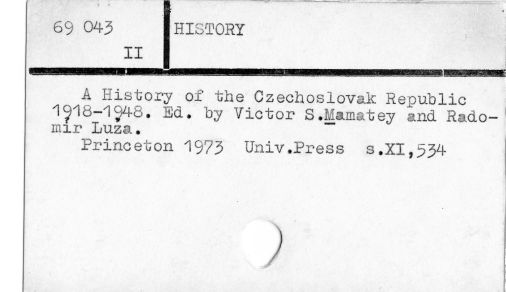 69 043
II
HISTORY
A History of the Czechoslovak Republic
1918-1948. Ed. by Victor S.Mamatey and Rado-
mír Luza.
Princeton 1973 Univ.Press s.XI,534